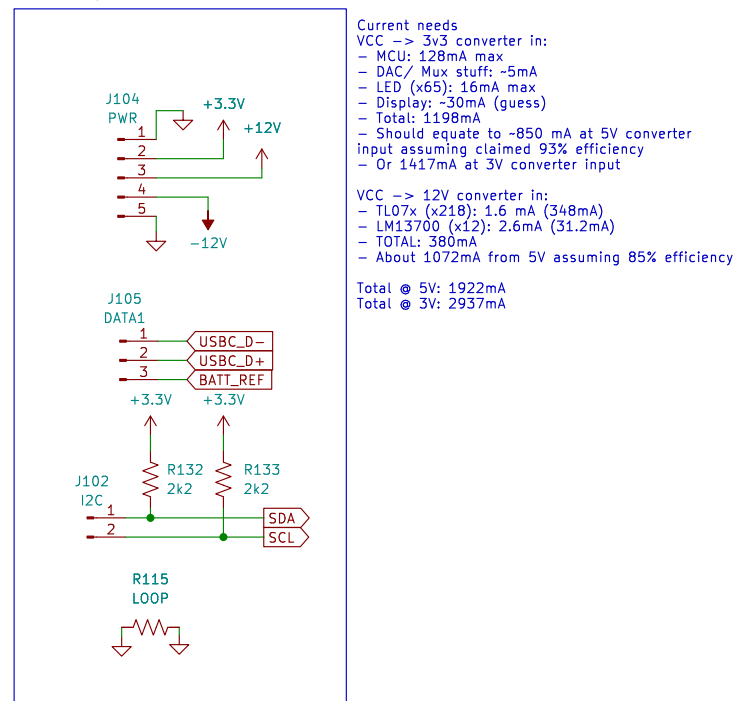 J104
PWR
1
2
3
4
5
+3.3V
+12V
-12V
J105
DATA1
1
2
3
USBC_D-
USBC_D+
BATT_REF
+3.3V
+3.3V
R132
2k2
R133
2k2
J102
I2C
1
2
SDA
SCL
R115
LOOP
Current needs
VCC -> 3v3 converter in:
- MCU: 128mA max
- DAC/ Mux stuff: ~5mA
- LED (x65): 16mA max
- Display: ~30mA (guess)
- Total: 1198mA
- Should equate to ~850 mA at 5V converter
input assuming claimed 93% efficiency
- Or 1417mA at 3V converter input
VCC -> 12V converter in:
- TL07x (x218): 1.6 mA (348mA)
- LM13700 (x12): 2.6mA (31.2mA)
- TOTAL: 380mA
- About 1072mA from 5V assuming 85% efficiency
Total @ 5V: 1922mA
Total @ 3V: 2937mA